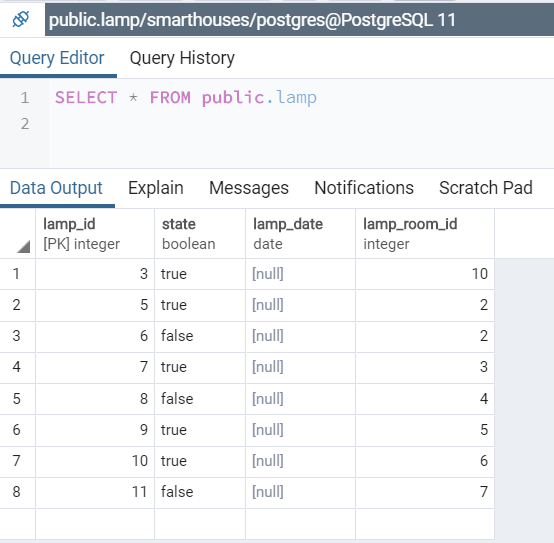 public.lamp/smarthouses/postgres@PostgreSQL 11
Query Editor Query History
1 SELECT * FROM public.lamp
2
Data Output Explain Messages Notifications Scratch Pad
lamp_id state lamp_date lamp_room_id
[PK] integer boolean date integer
1 3 true [null] 10
2 5 true [null] 2
3 6 false [null] 2
4 7 true [null] 3
5 8 false [null] 4
6 9 true [null] 5
7 10 true [null] 6
8 11 false [null] 7